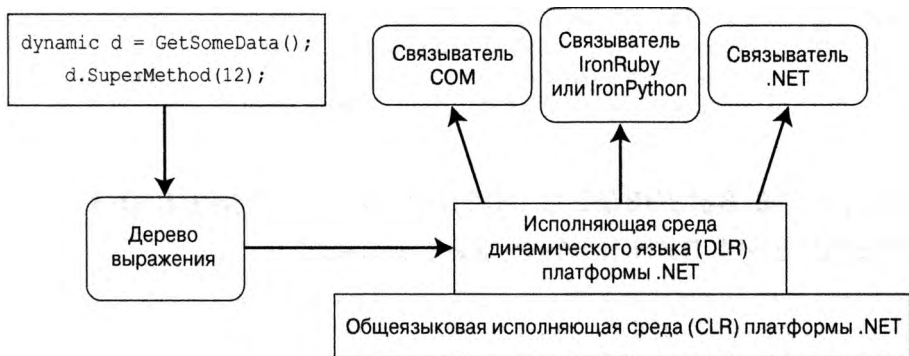 dynamic d = GetSomeData();
d.SuperMethod(12);
Связыватель
COM
Связыватель
IronRuby
или IronPython
Связыватель
.NET
Дерево
выражения
Исполняющая среда
динамического языка (DLR)
платформы .NET
Общеязыковая исполняющая среда (CLR) платформы .NET